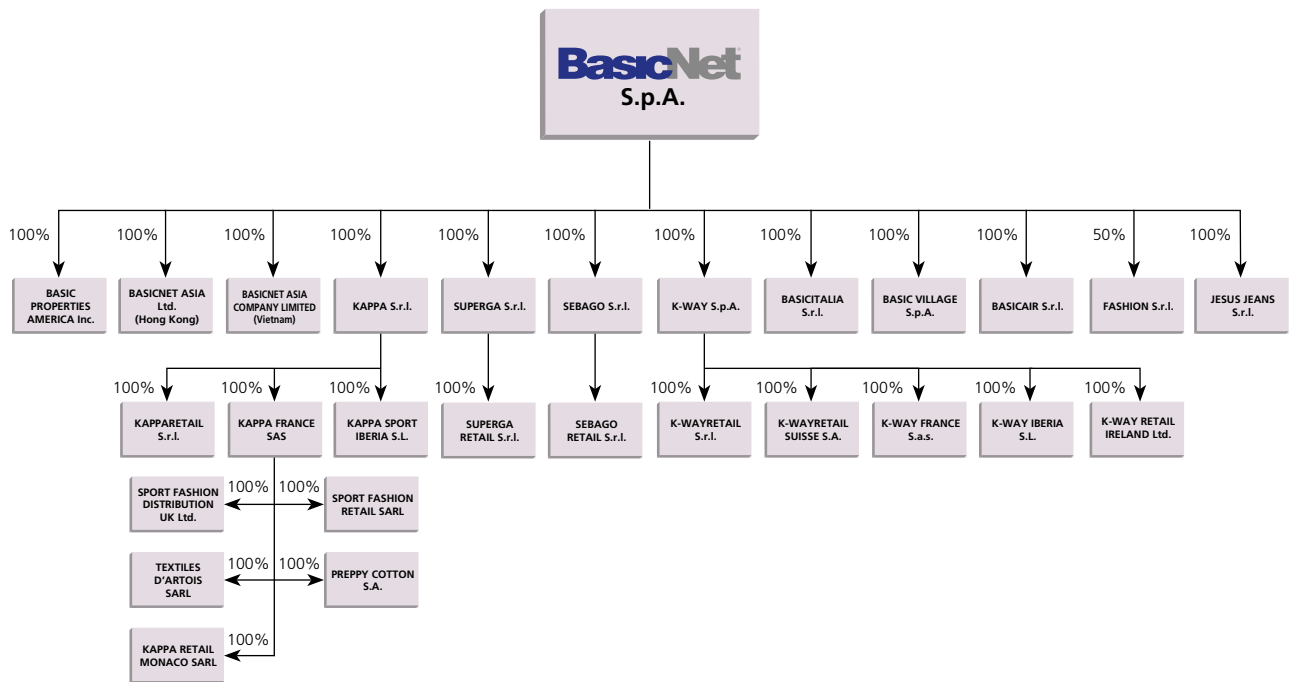 BasicNet
S.p.A.
100% 100% 100% 100% 100% 100% 100% 100% 100% 100% 50% 100%
BASIC
PROPERTIES
AMERICA Inc.
BASICNET ASIA
Ltd.
(Hong Kong)
BASICNET ASIA
COMPANY LIMITED
(Vietnam)
KAPPA S.r.l.
SUPERGA S.r.l.
SEBAGO S.r.l.
K-WAY S.p.A.
BASICITALIA
S.r.l.
BASIC VILLAGE
S.p.A.
BASICAIR S.r.l.
FASHION S.r.l.
JESUS JEANS
S.r.l.
100% 100% 100% 100% 100% 100% 100% 100% 100% 100%
KAPPARETAIL
S.r.l.
KAPPA FRANCE
SAS
KAPPA SPORT
IBERIA S.L.
SUPERGA
RETAIL S.r.l.
SEBAGO
RETAIL S.r.l.
K-WAYRETAIL
S.r.l.
K-WAYRETAIL
SUISSE S.A.
K-WAY FRANCE
S.a.s.
K-WAY IBERIA
S.L.
K-WAY RETAIL
IRELAND Ltd.
100% 100%
SPORT FASHION
DISTRIBUTION
UK Ltd.
SPORT FASHION
RETAIL SARL
100% 100%
TEXTILES
D'ARTOIS
SARL
PREPPY COTTON
S.A.
100%
KAPPA RETAIL
MONACO SARL